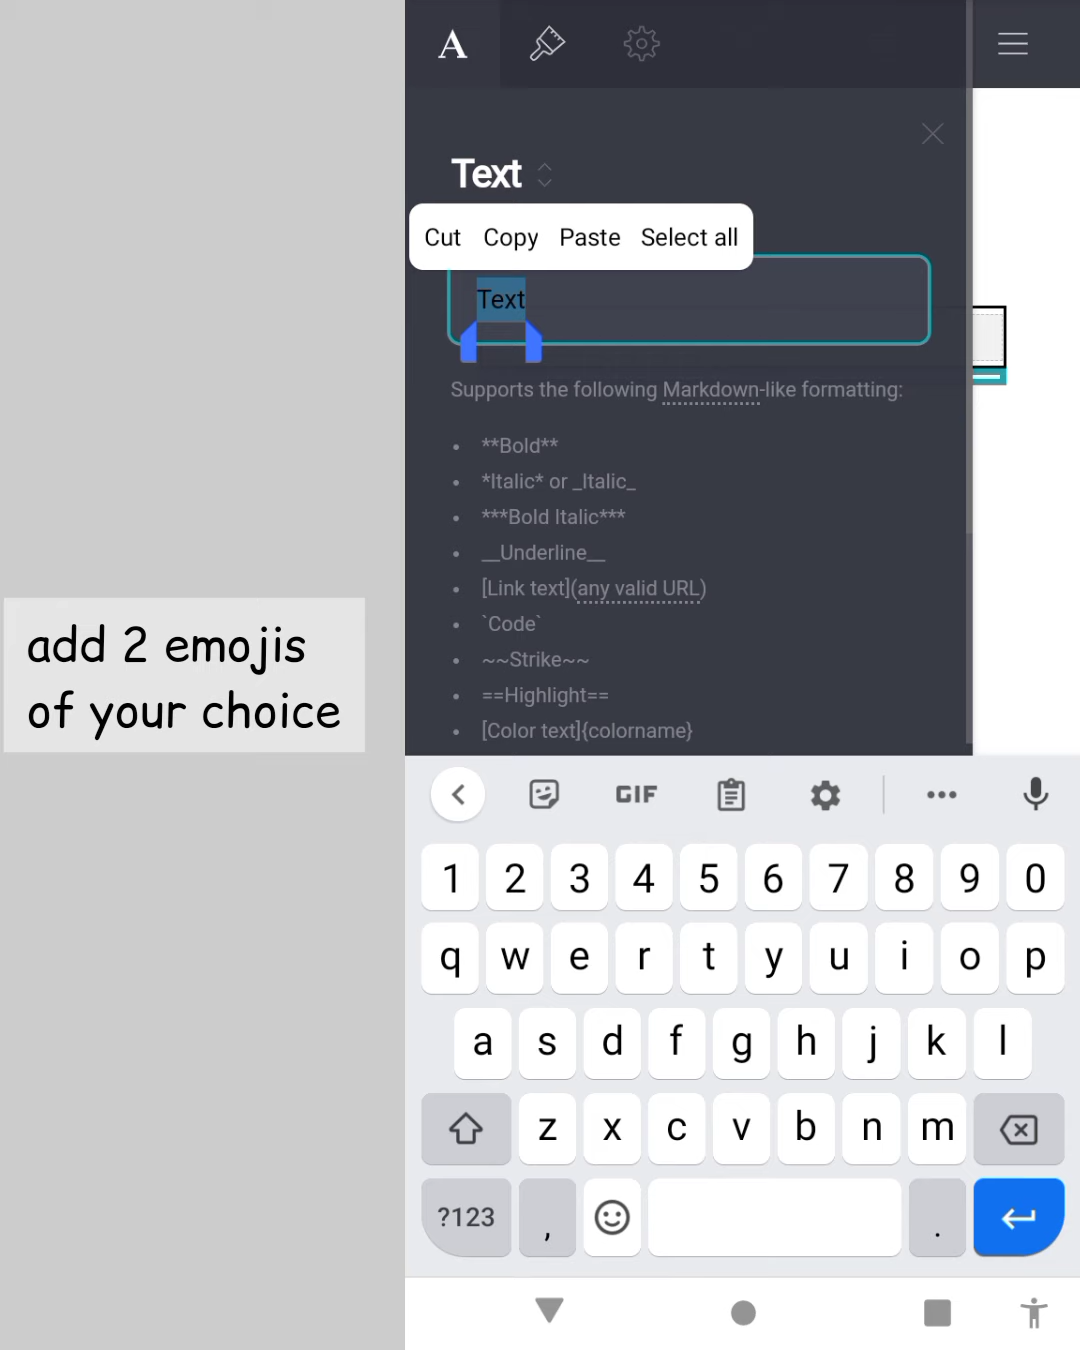 A
Text
Cut Copy Paste Select all
Text
Supports the following Markdown-like formatting:
• **Bold**
• *Italic* or _Italic_
• ***Bold Italic***
• __Underline__
• [Link text](any valid URL)
• `Code`
• ~~Strike~~
• ==Highlight==
• [Color text]{colorname}
add 2 emojis
of your choice
GIF
1 2 3 4 5 6 7 8 9 0
q w e r t y u i o p
a s d f g h j k l
z x c v b n m
?123 , .